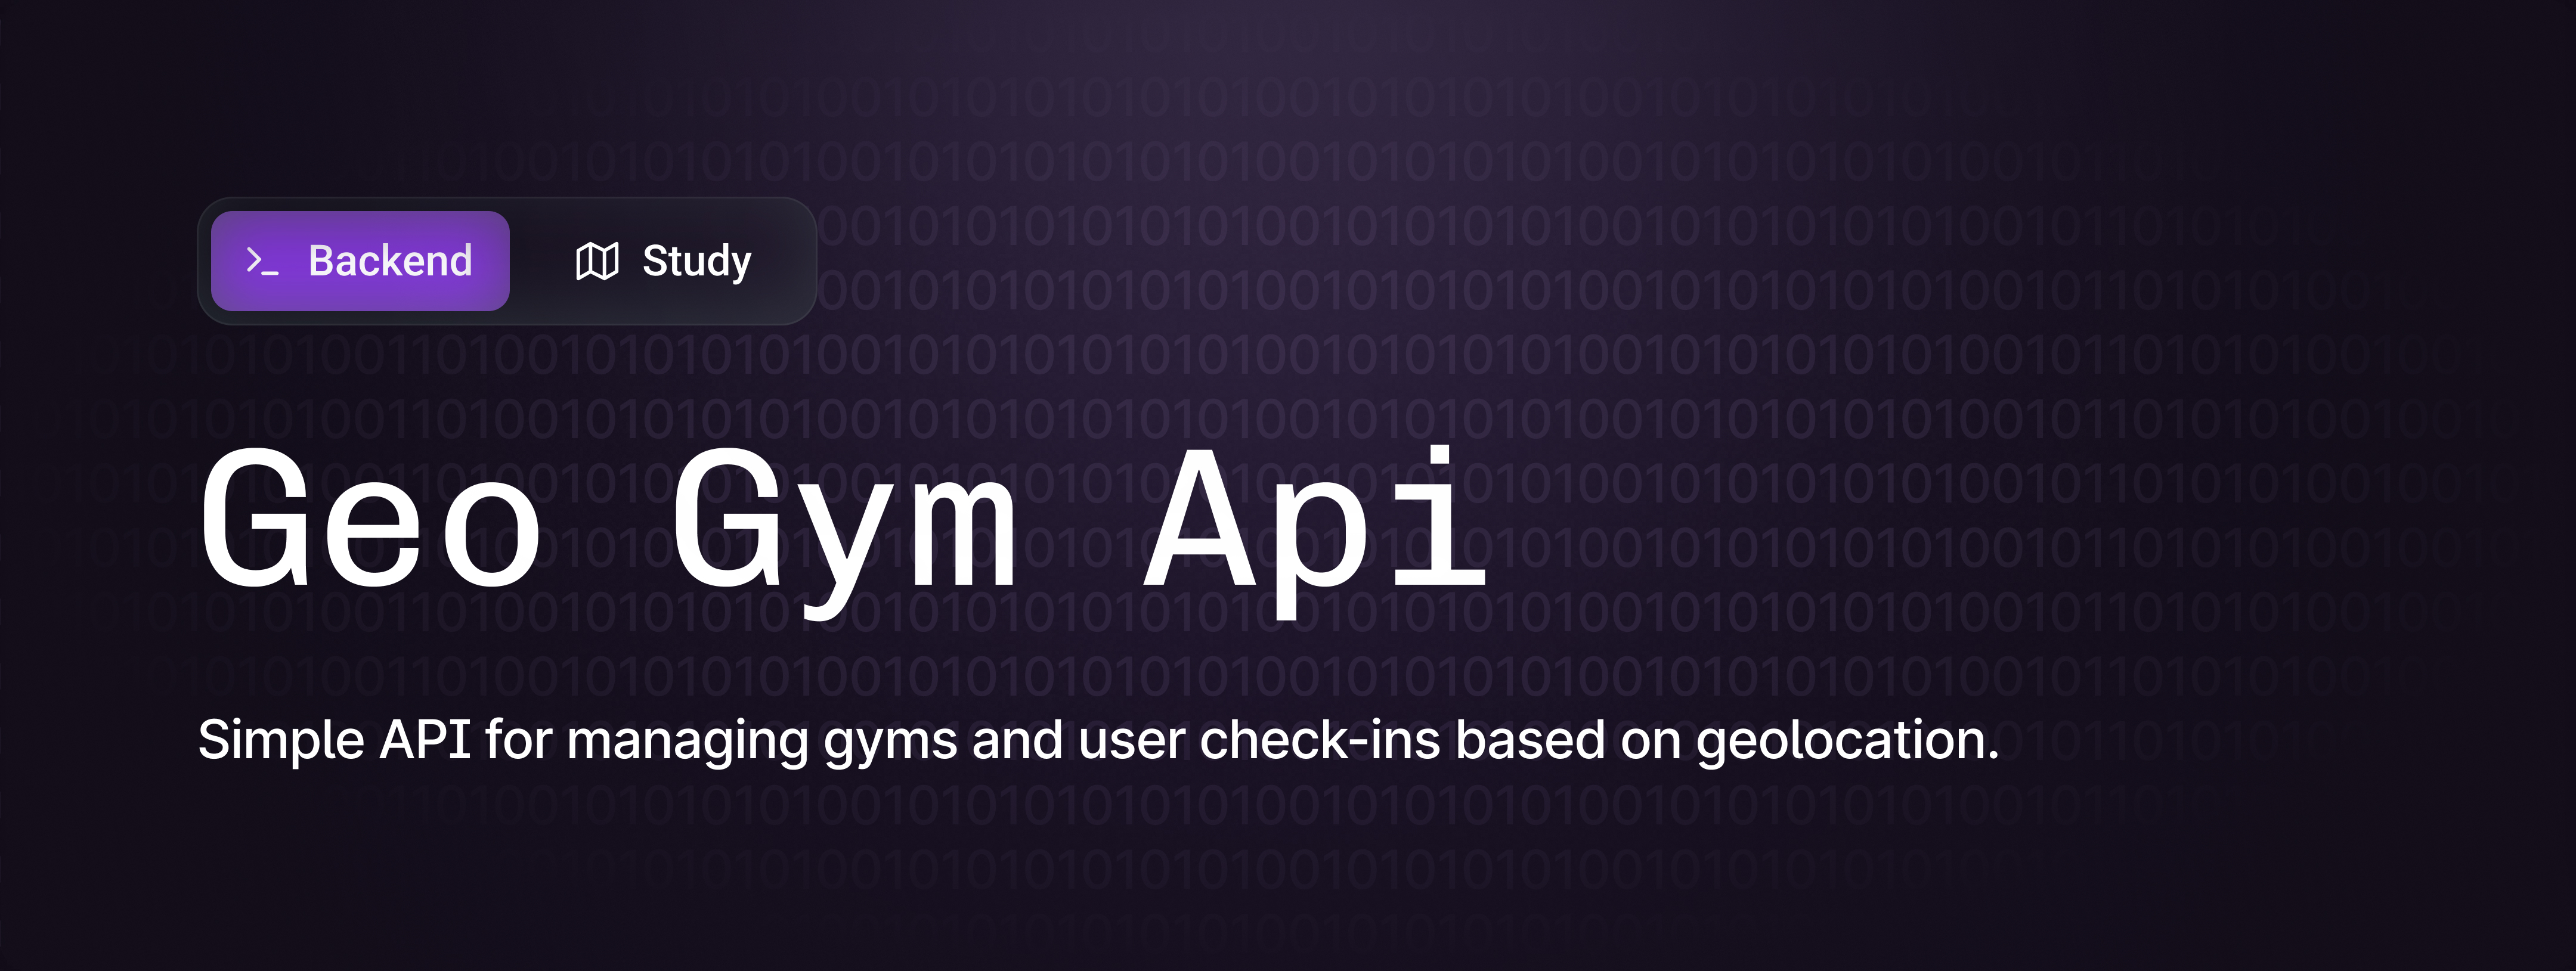 Backend Study
Geo Gym Api
Simple API for managing gyms and user check-ins based on geolocation.